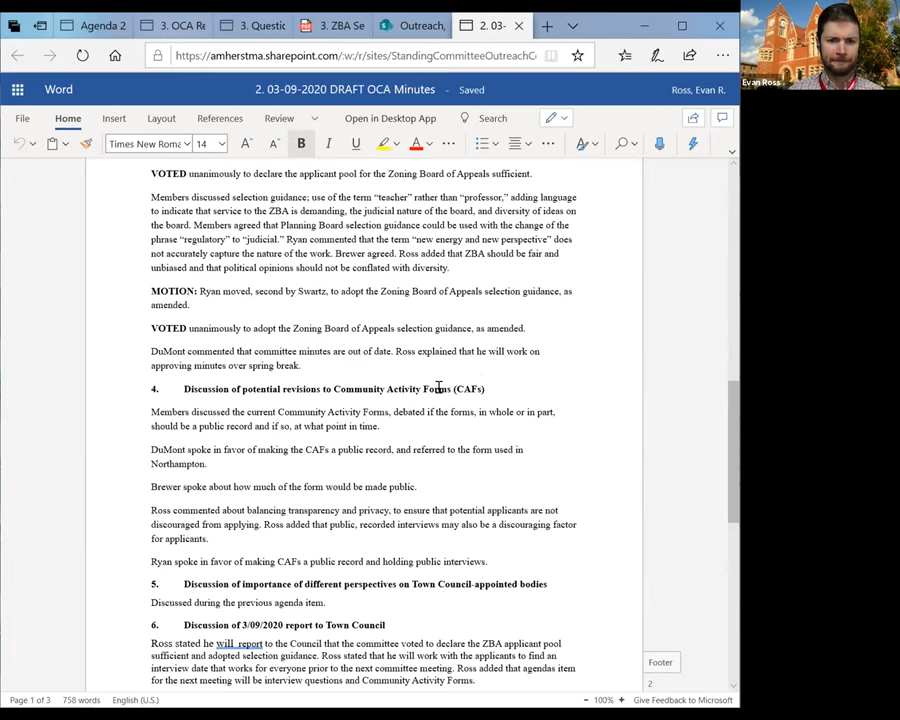 Agenda 2
3. OCA Re
3. Questic
3. ZBA Se
Outreach,
2. 03-
https://amherstma.sharepoint.com/:w:/r/sites/StandingCommitteeOutreachCo
Evan Ross
Word
2. 03-09-2020 DRAFT OCA Minutes - Saved
Ross, Evan R.
File Home Insert Layout References Review Open in Desktop App Search
Times New Roma 14
VOTED unanimously to declare the applicant pool for the Zoning Board of Appeals sufficient.
Members discussed selection guidance; use of the term “teacher” rather than “professor,” adding language
to indicate that service to the ZBA is demanding, the judicial nature of the board, and diversity of ideas on
the board. Members agreed that Planning Board selection guidance could be used with the change of the
phrase “regulatory” to “judicial.” Ryan commented that the term “new energy and new perspective” does
not accurately capture the nature of the work. Brewer agreed. Ross added that ZBA should be fair and
unbiased and that political opinions should not be conflated with diversity.
MOTION: Ryan moved, second by Swartz, to adopt the Zoning Board of Appeals selection guidance, as
amended.
VOTED unanimously to adopt the Zoning Board of Appeals selection guidance, as amended.
DuMont commented that committee minutes are out of date. Ross explained that he will work on
approving minutes over spring break.
4. Discussion of potential revisions to Community Activity Forms (CAFs)
Members discussed the current Community Activity Forms, debated if the forms, in whole or in part,
should be a public record and if so, at what point in time.
DuMont spoke in favor of making the CAFs a public record, and referred to the form used in
Northampton.
Brewer spoke about how much of the form would be made public.
Ross commented about balancing transparency and privacy, to ensure that potential applicants are not
discouraged from applying. Ross added that public, recorded interviews may also be a discouraging factor
for applicants.
Ryan spoke in favor of making CAFs a public record and holding public interviews.
5. Discussion of importance of different perspectives on Town Council-appointed bodies
Discussed during the previous agenda item.
6. Discussion of 3/09/2020 report to Town Council
Ross stated he will report to the Council that the committee voted to declare the ZBA applicant pool
sufficient and adopted selection guidance. Ross stated that he will work with the applicants to find an
interview date that works for everyone prior to the next committee meeting. Ross added that agendas item
for the next meeting will be interview questions and Community Activity Forms.
Footer
2
Page 1 of 3 758 words English (U.S.)
100% Give Feedback to Microsoft